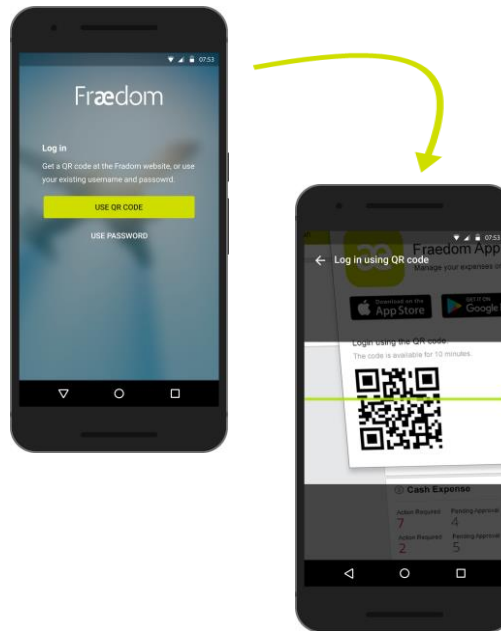 07:53
Frædom
Log in
Get a QR code at the Fradom website, or use
your existing username and passowrd.
USE QR CODE
USE PASSWORD
07:53
Log in using QR code
æ
Fraedom App
Manage your expenses on
Download on the
App Store
GET IT ON
Google
Login using the QR code.
The code is available for 10 minutes.
Cash Expense
Action Required Pending Approval
7 4
Action Required Pending Approval
2 5